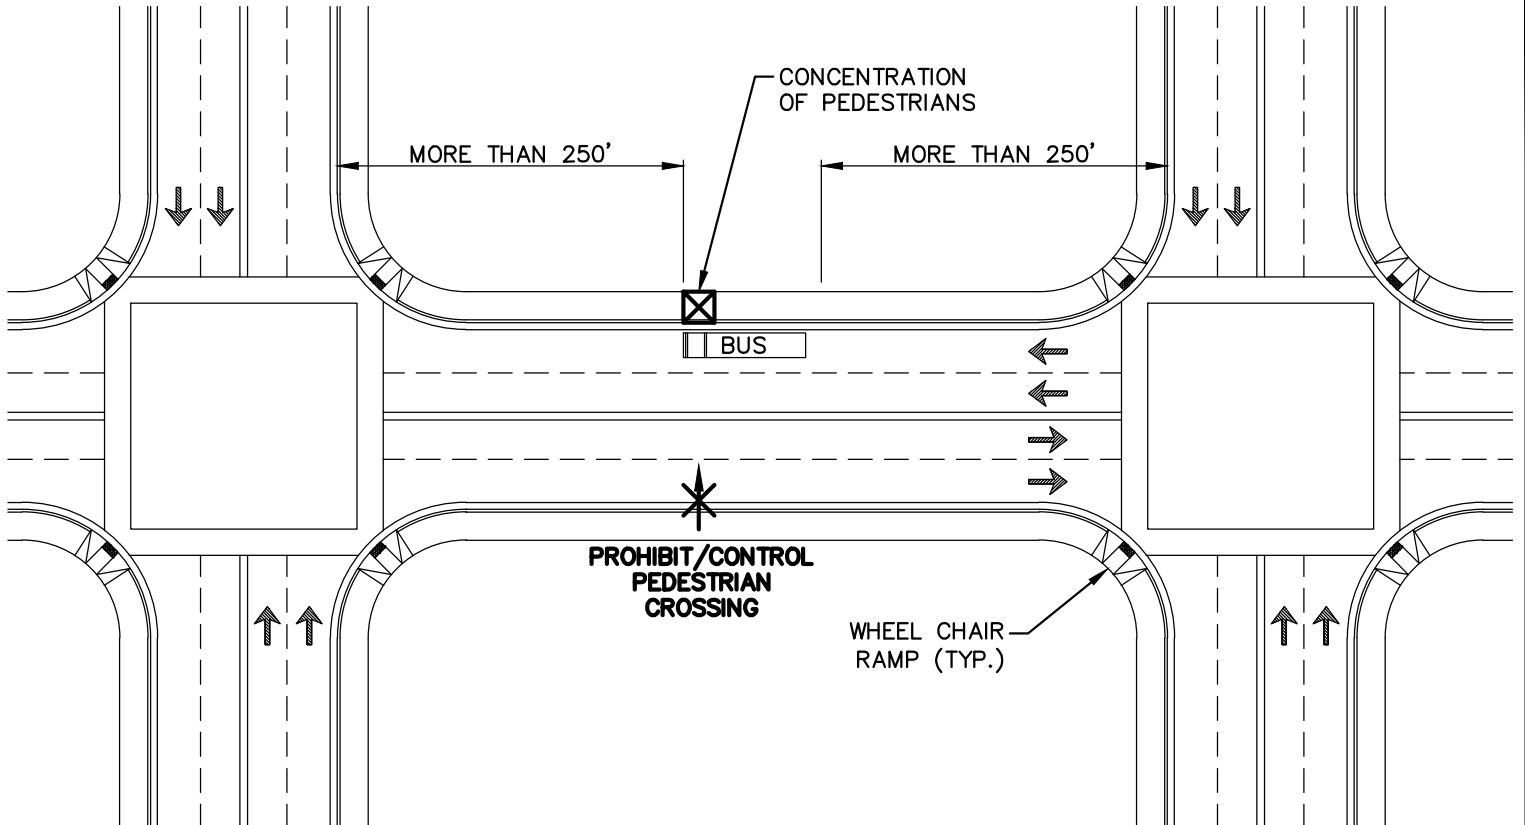 CONCENTRATION
OF PEDESTRIANS
MORE THAN 250'
MORE THAN 250'
BUS
PROHIBIT/CONTROL
PEDESTRIAN
CROSSING
WHEEL CHAIR
RAMP (TYP.)